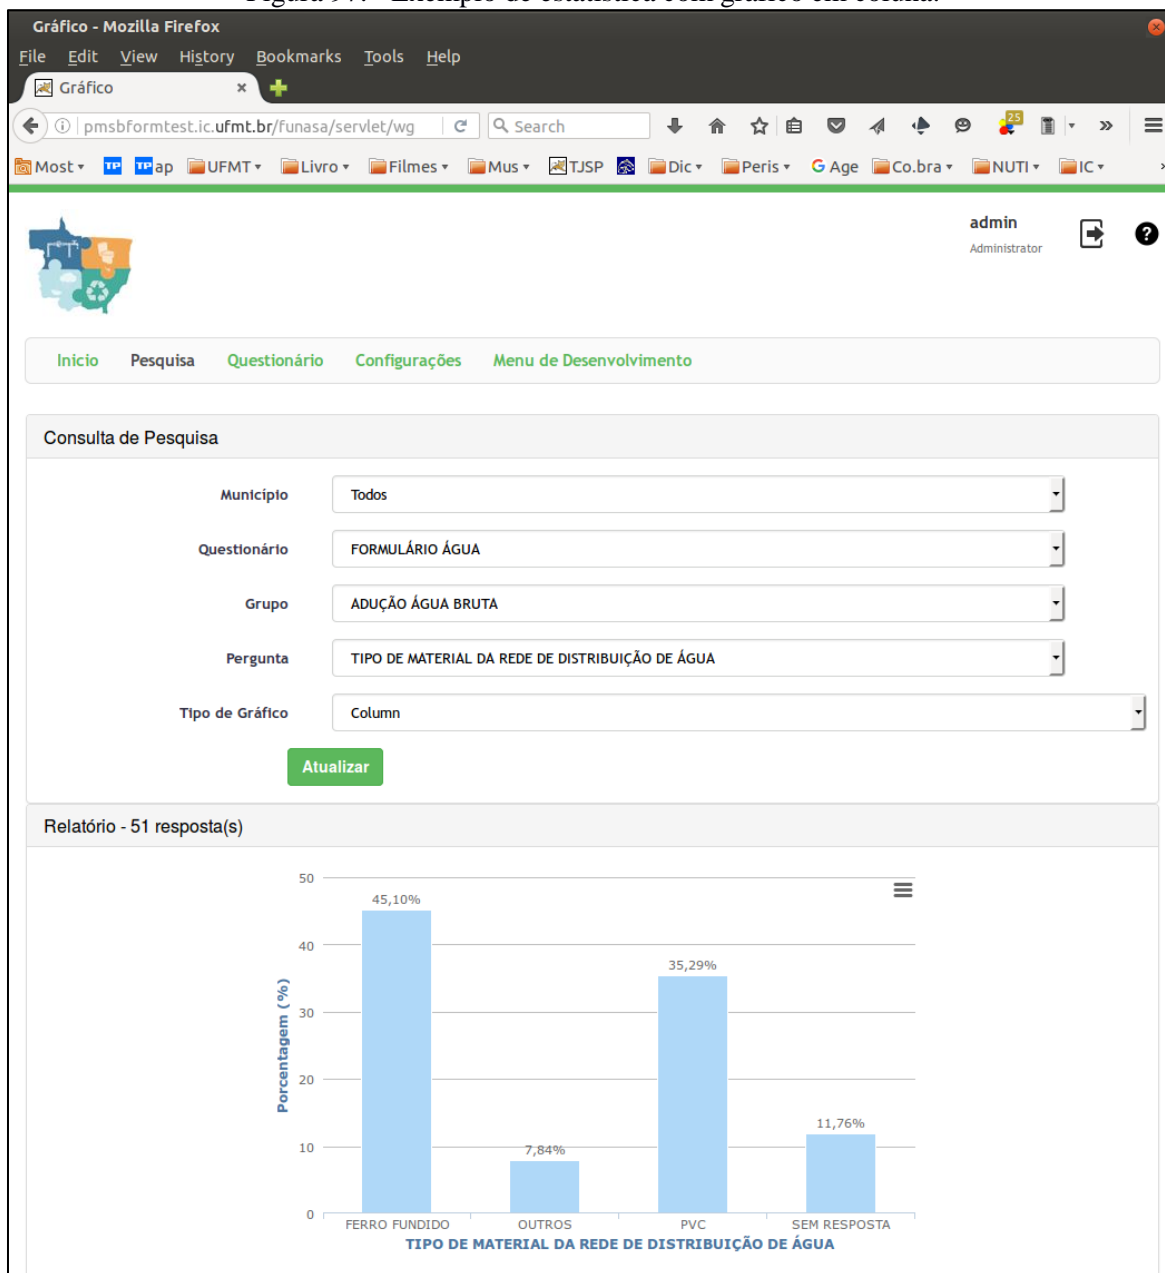 Gráfico - Mozilla Firefox
File Edit View History Bookmarks Tools Help
Gráfico
pmsbformtest.ic.ufmt.br/funasa/servlet/wg Search 25
Most TP TP ap UFMT Livro Filmes Mus TJSP Dic Peris G Age Co.bra NUTI IC
admin
Administrator
Inicio Pesquisa Questionário Configurações Menu de Desenvolvimento
Consulta de Pesquisa
Município Todos
Questionário FORMULÁRIO ÁGUA
Grupo ADUÇÃO ÁGUA BRUTA
Pergunta TIPO DE MATERIAL DA REDE DE DISTRIBUIÇÃO DE ÁGUA
Tipo de Gráfico Column
Atualizar
Relatório - 51 resposta(s)
50
45,10%
40
35,29%
30
Porcentagem (%)
20
11,76%
10
7,84%
0
FERRO FUNDIDO OUTROS PVC SEM RESPOSTA
TIPO DE MATERIAL DA REDE DE DISTRIBUIÇÃO DE ÁGUA